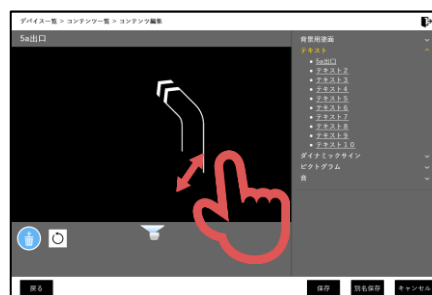 デバイス一覧 > コンテンツ一覧 > コンテンツ編集
5a出口
背景用塗面
テキスト
• 5a出口
• テキスト2
• テキスト3
• テキスト4
• テキスト5
• テキスト6
• テキスト7
• テキスト8
• テキスト9
• テキスト10
ダイナミックサイン
ピクトグラム
音
戻る
保存
別名保存
キャンセル